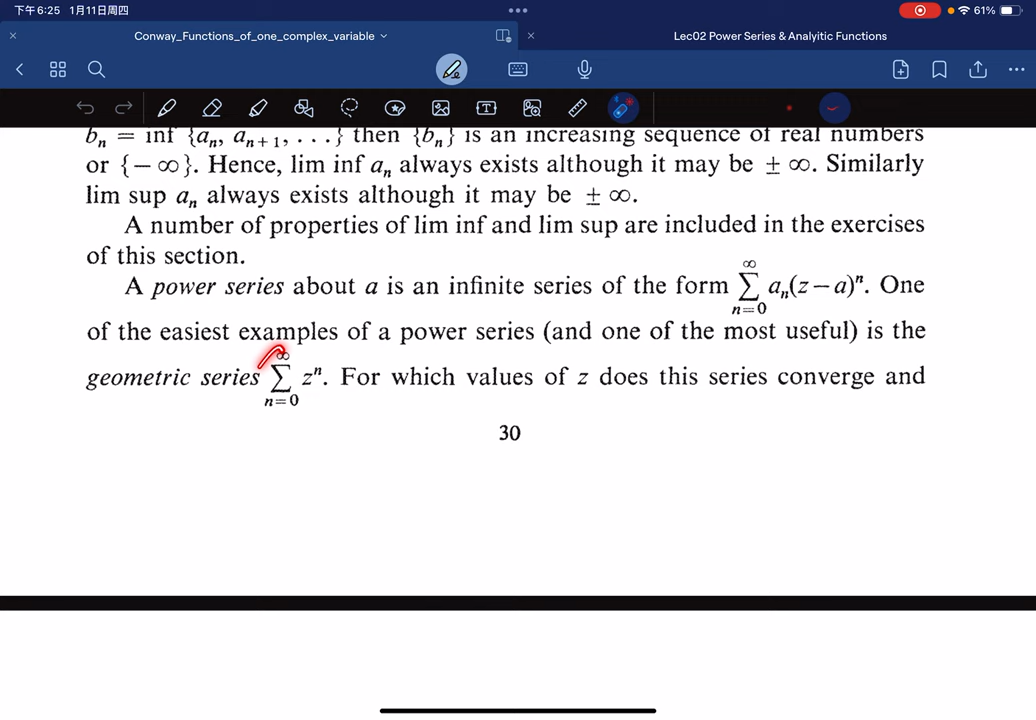 下午6:25 1月11日周四
61%
Conway_Functions_of_one_complex_variable
Lec02 Power Series & Analyitic Functions
b_n = inf {a_n, a_{n+1}, . . .} then {b_n} is an increasing sequence of real numbers
or {− ∞}. Hence, lim inf a_n always exists although it may be ± ∞. Similarly
lim sup a_n always exists although it may be ± ∞.
A number of properties of lim inf and lim sup are included in the exercises
of this section.
A power series about a is an infinite series of the form ∑_{n=0}^{∞} a_n(z−a)^n. One
of the easiest examples of a power series (and one of the most useful) is the
geometric series ∑_{n=0}^{∞} z^n. For which values of z does this series converge and
30